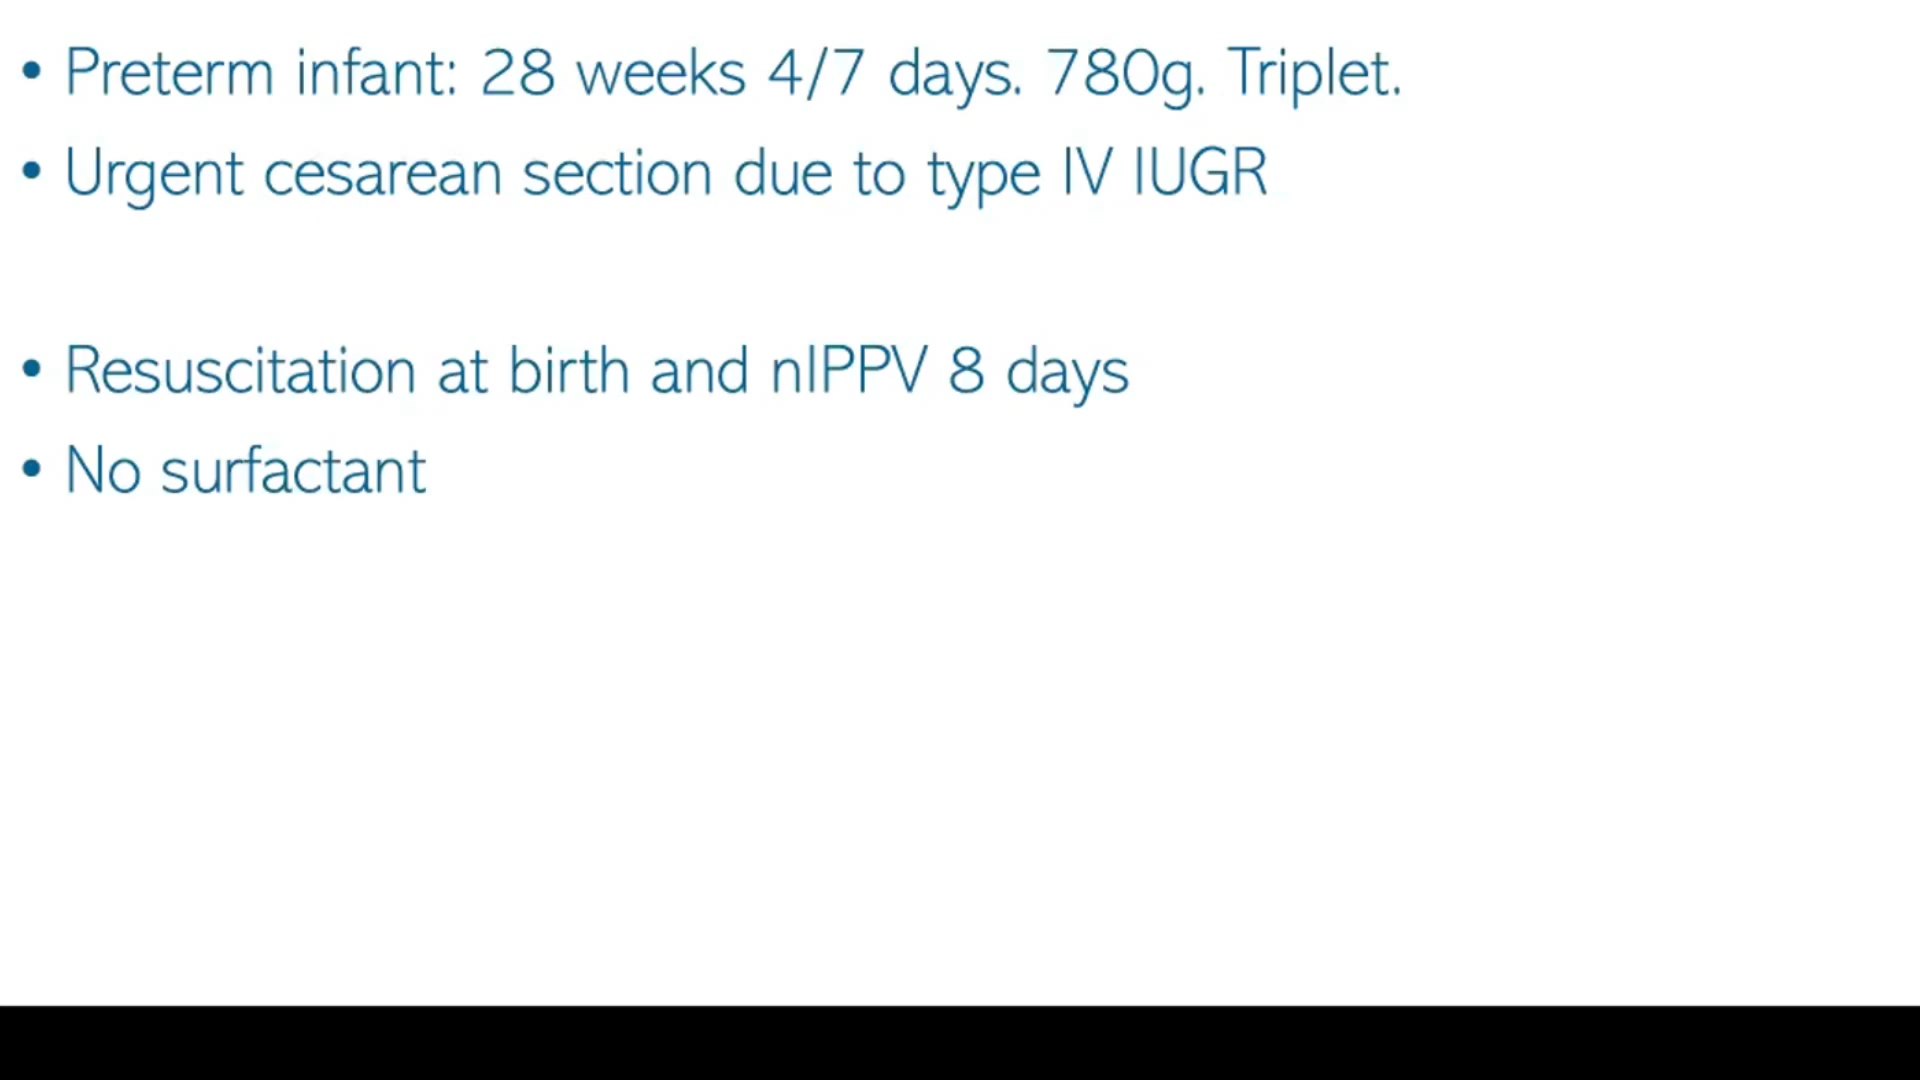 • Preterm infant: 28 weeks 4/7 days. 780g. Triplet.
• Urgent cesarean section due to type IV IUGR
• Resuscitation at birth and nIPPV 8 days
• No surfactant